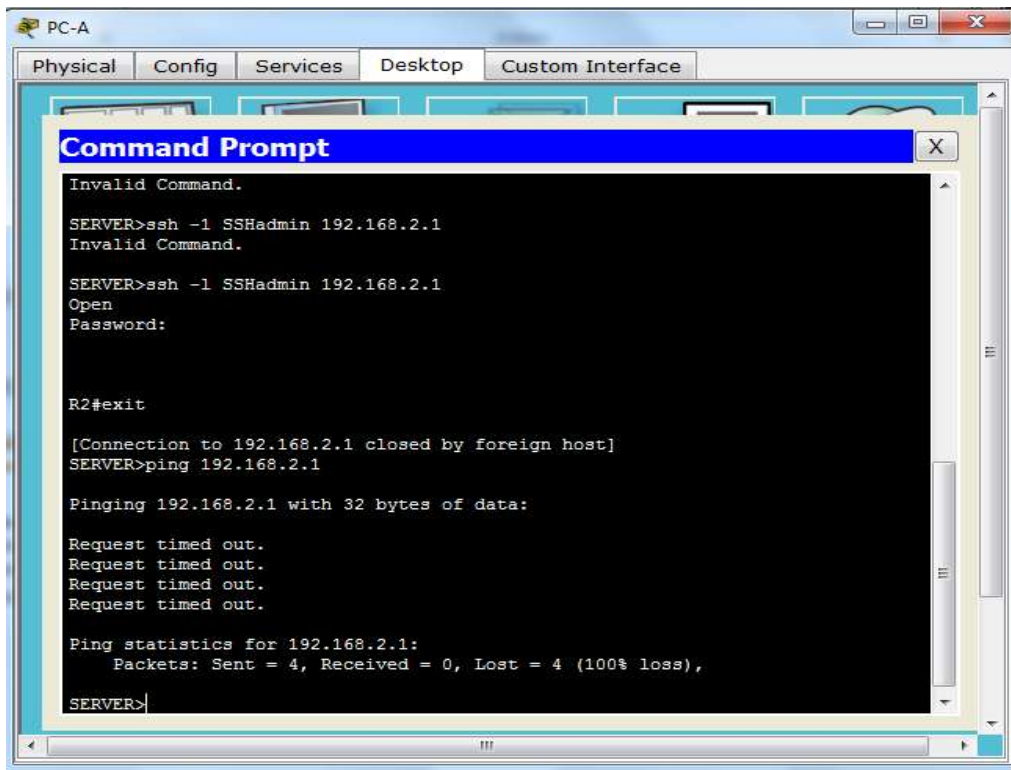 PC-A
Physical Config Services Desktop Custom Interface
Command Prompt
X
Invalid Command.
SERVER>ssh -1 SSHadmin 192.168.2.1
Invalid Command.
SERVER>ssh -l SSHadmin 192.168.2.1
Open
Password:
R2#exit
[Connection to 192.168.2.1 closed by foreign host]
SERVER>ping 192.168.2.1
Pinging 192.168.2.1 with 32 bytes of data:
Request timed out.
Request timed out.
Request timed out.
Request timed out.
Ping statistics for 192.168.2.1:
Packets: Sent = 4, Received = 0, Lost = 4 (100% loss),
SERVER>